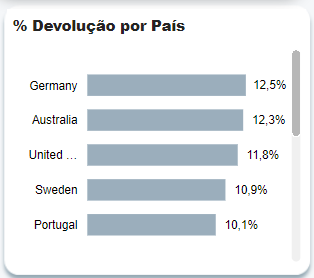 % Devolução por País
Germany 12,5%
Australia 12,3%
United ... 11,8%
Sweden 10,9%
Portugal 10,1%